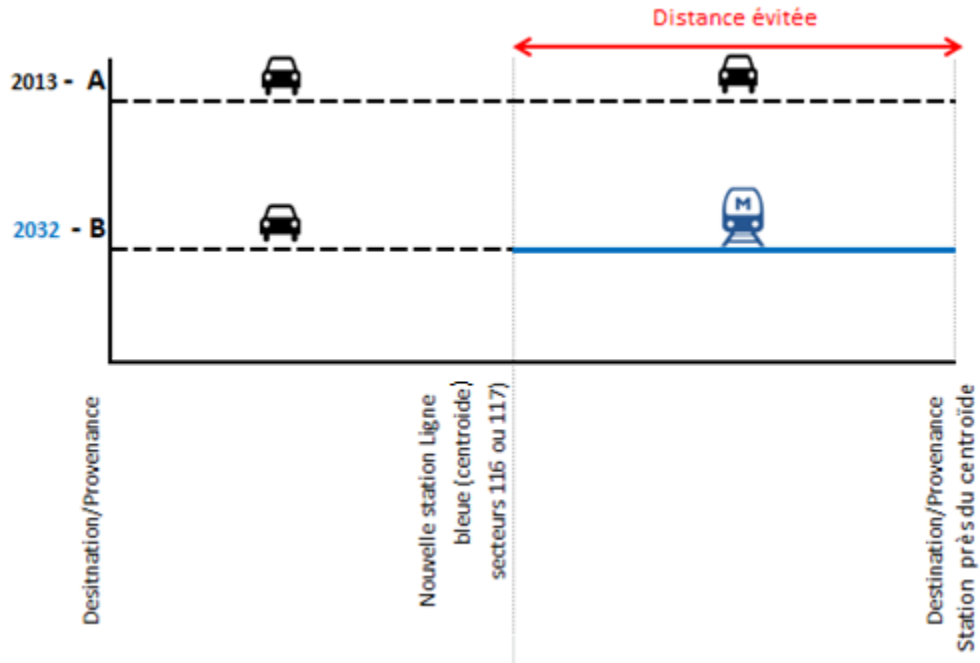 Distance évitée
2013 - A
2032 - B
M
Desitnation/Provenance
Nouvelle station Ligne
bleue (centroide)
secteurs 116 ou 117)
Destination/Provenance
Station près du centroïde